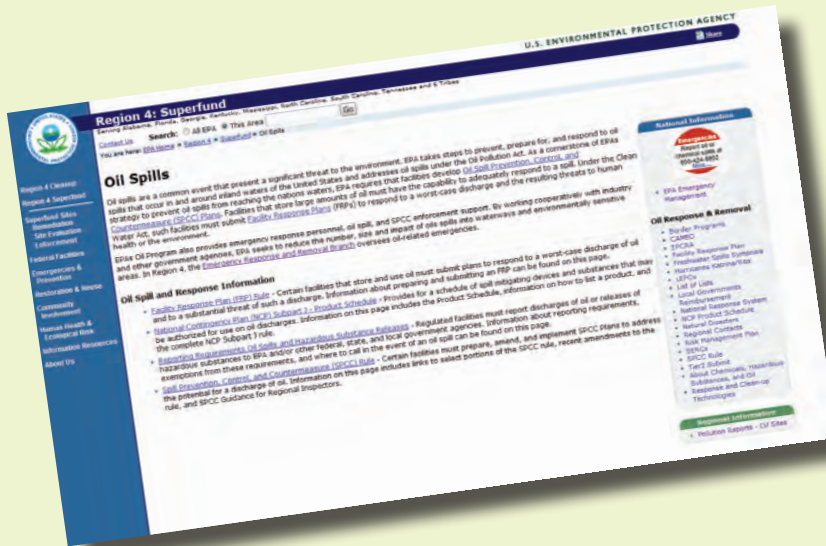 U.S. ENVIRONMENTAL PROTECTION AGENCY
Share
Region 4: Superfund
Serving Alabama, Florida, Georgia, Kentucky, Mississippi, North Carolina, South Carolina, Tennessee and 6 Tribes
Contact Us Search: All EPA This Area Go
You are here: EPA Home » Region 4 » Superfund » Oil Spills
Region 4 Cleanup
Region 4 Superfund
Superfund Sites
Remediation
Site Evaluation
Enforcement
Federal Facilities
Emergencies &
Prevention
Restoration & Reuse
Community
Involvement
Human Health &
Ecological Risk
Information Resources
About Us
Oil Spills
Oil spills are a common event that present a significant threat to the environment. EPA takes steps to prevent, prepare for, and respond to oil
spills that occur in and around inland waters of the United States and addresses oil spills under the Oil Pollution Act. As a cornerstone of EPAs
strategy to prevent oil spills from reaching the nations waters, EPA requires that facilities develop Oil Spill Prevention, Control, and
Countermeasure (SPCC) Plans. Facilities that store large amounts of oil must have the capability to adequately respond to a spill. Under the Clean
Water Act, such facilities must submit Facility Response Plans (FRPs) to respond to a worst-case discharge and the resulting threats to human
health or the environment.
EPAs Oil Program also provides emergency response personnel, oil spill, and SPCC enforcement support. By working cooperatively with industry
and other government agencies, EPA seeks to reduce the number, size and impact of oils spills into waterways and environmentally sensitive
areas. In Region 4, the Emergency Response and Removal Branch oversees oil-related emergencies.
Oil Spill and Response Information
Facility Response Plan (FRP) Rule - Certain facilities that store and use oil must submit plans to respond to a worst-case discharge of oil
and to a substantial threat of such a discharge. Information about preparing and submitting an FRP can be found on this page.
National Contingency Plan (NCP) Subpart J - Product Schedule - Provides for a schedule of spill mitigating devices and substances that may
be authorized for use on oil discharges. Information on this page includes the Product Schedule, information on how to list a product, and
the complete NCP Subpart J rule.
Reporting Requirements Oil Spills and Hazardous Substance Releases - Regulated facilities must report discharges of oil or releases of
hazardous substances to EPA and/or other federal, state, and local government agencies. Information about reporting requirements,
exemptions from these requirements, and where to call in the event of an oil spill can be found on this page.
Spill Prevention, Control, and Countermeasure (SPCC) Rule - Certain facilities must prepare, amend, and implement SPCC Plans to address
the potential for a discharge of oil. Information on this page includes links to select portions of the SPCC rule, recent amendments to the
rule, and SPCC Guidance for Regional Inspectors.
National Information
Emergencies
Report oil or
chemical spills at
800-424-8802
EPA Emergency
Management
Oil Response & Removal
Border Programs
CAMEO
EPCRA
Facility Response Plan
Freshwater Spills Symposia
Hurricanes Katrina/Rita
LEPCs
List of Lists
Local Governments
Reimbursement
National Response System
NCP Product Schedule
Natural Disasters
Regional Contacts
Risk Management Plan
SERCs
SPCC Rule
Tier2 Submit
About Chemicals, Hazardous
Substances, and Oil
Response and Clean-up
Technologies
Regional Information
Pollution Reports - Oil Sites